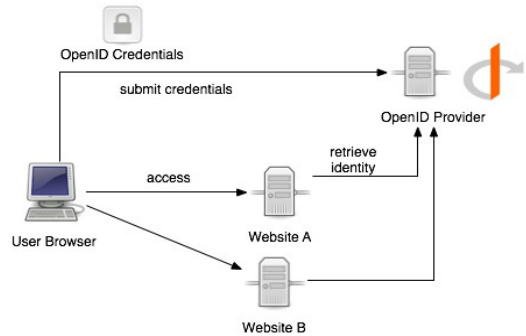 OpenID Credentials
submit credentials
OpenID Provider
retrieve
identity
access
User Browser
Website A
Website B